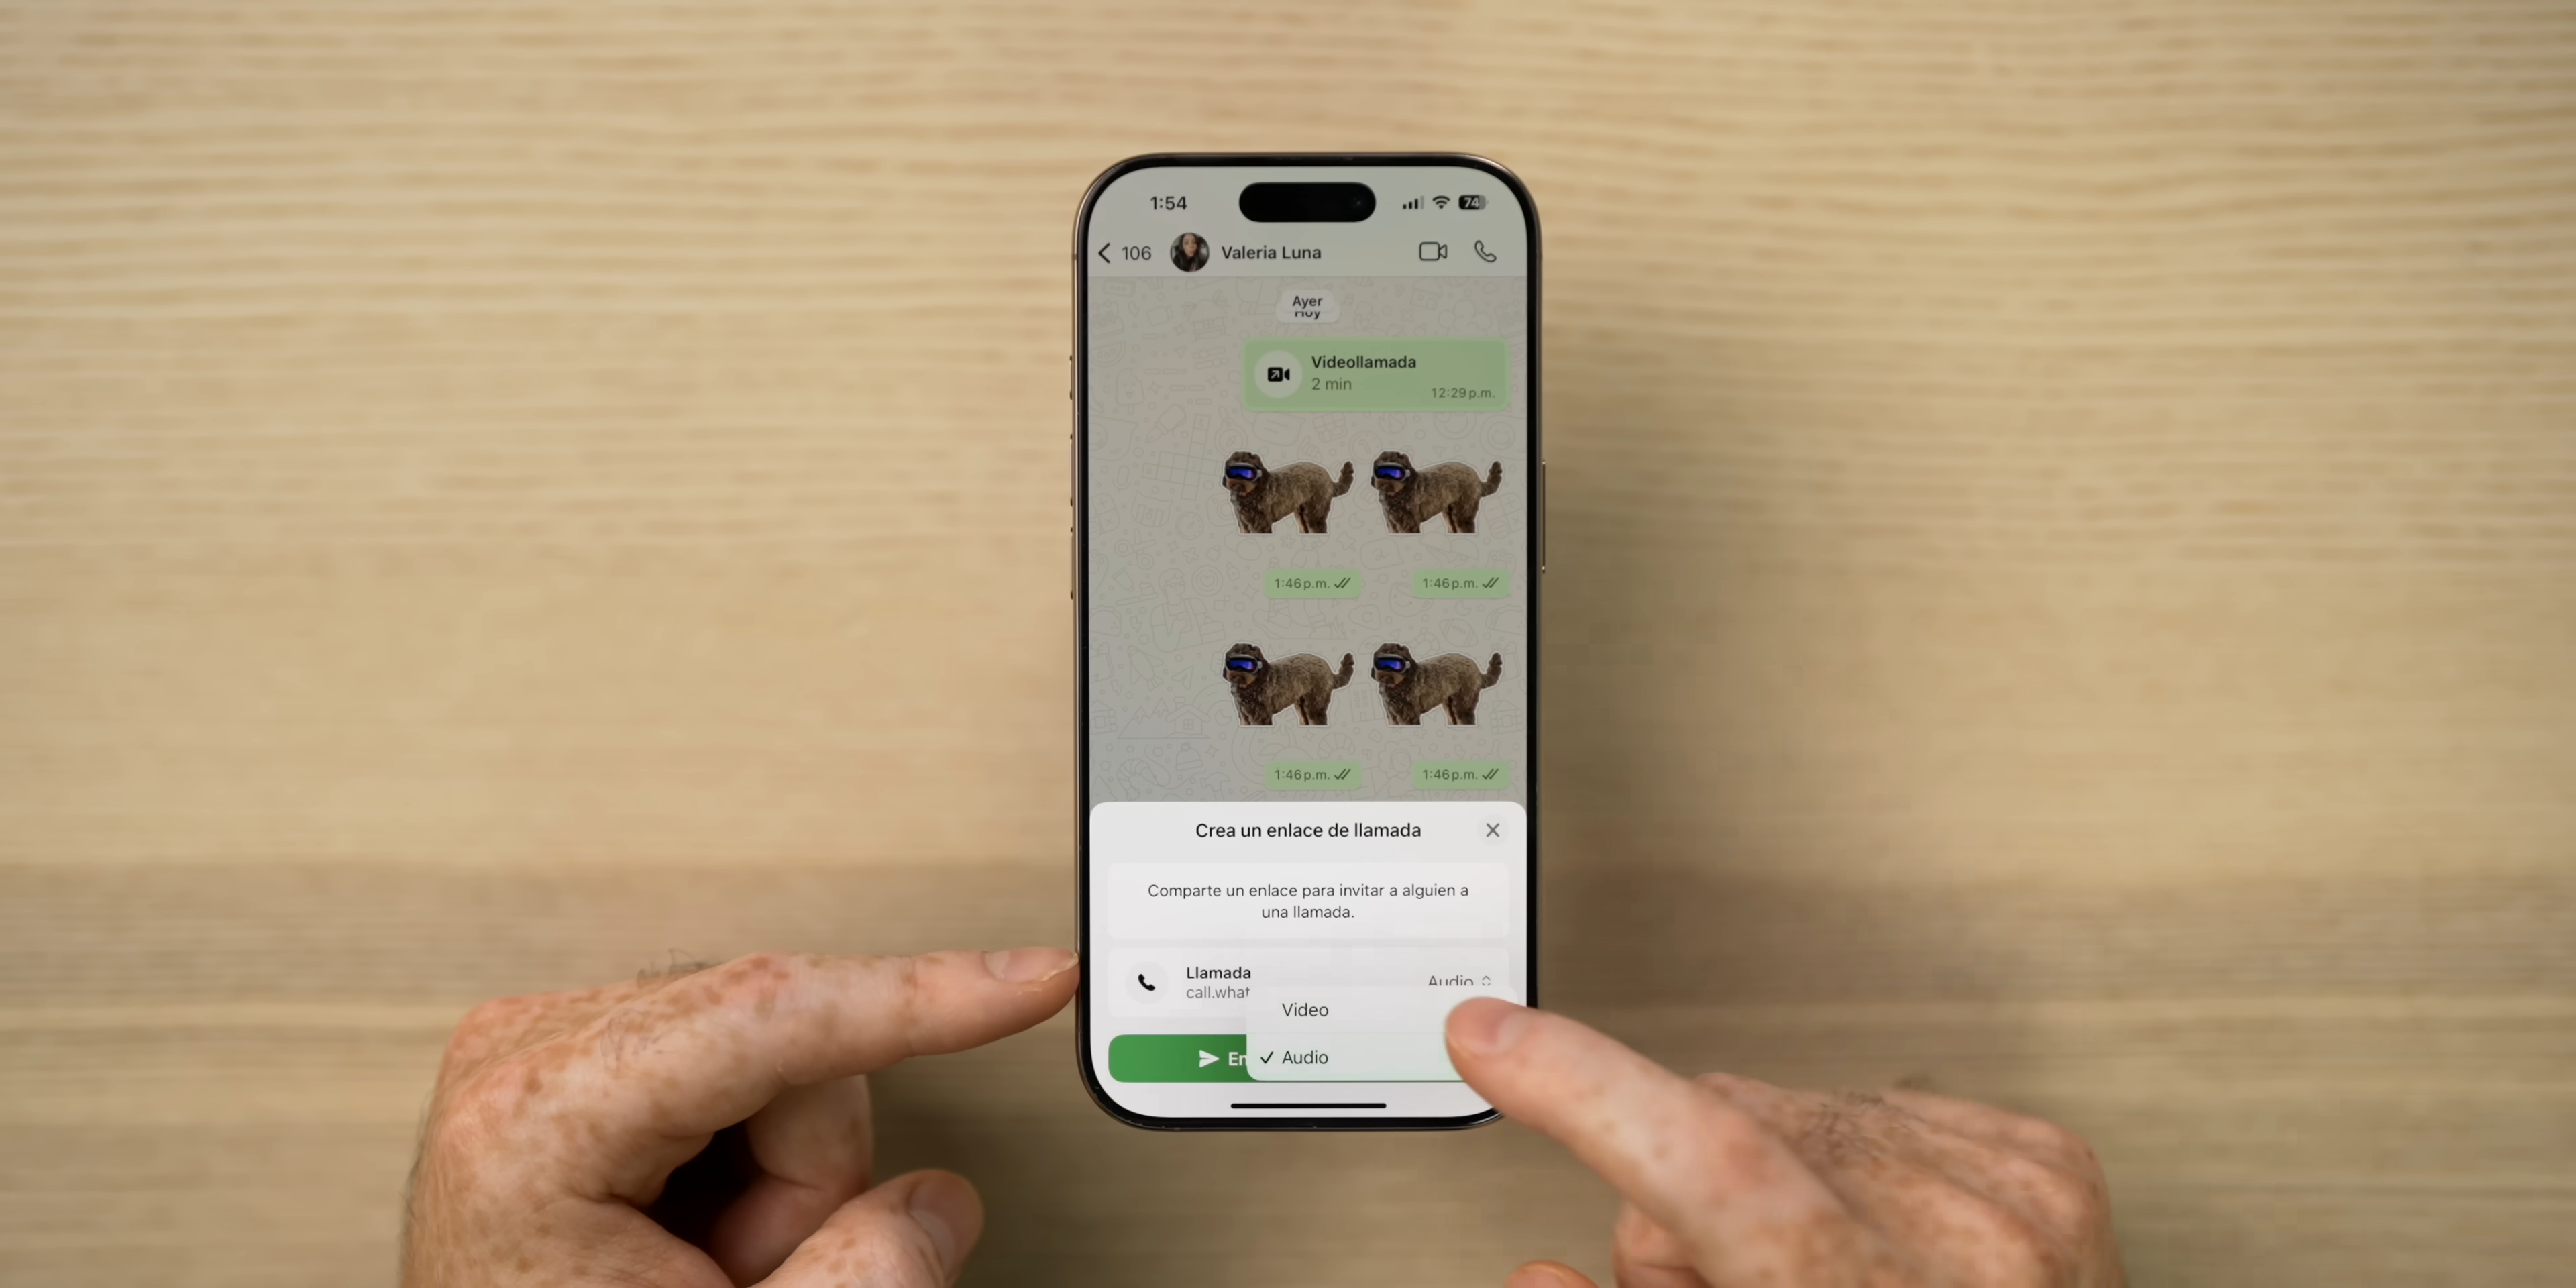 1:54
74
106 Valeria Luna
Ayer
Hoy
Videollamada
2 min
12:29 p.m.
1:46 p.m. 1:46 p.m.
1:46 p.m. 1:46 p.m.
Crea un enlace de llamada
Comparte un enlace para invitar a alguien a
una llamada.
Llamada
Audio
call.what
Video
En
✓ Audio